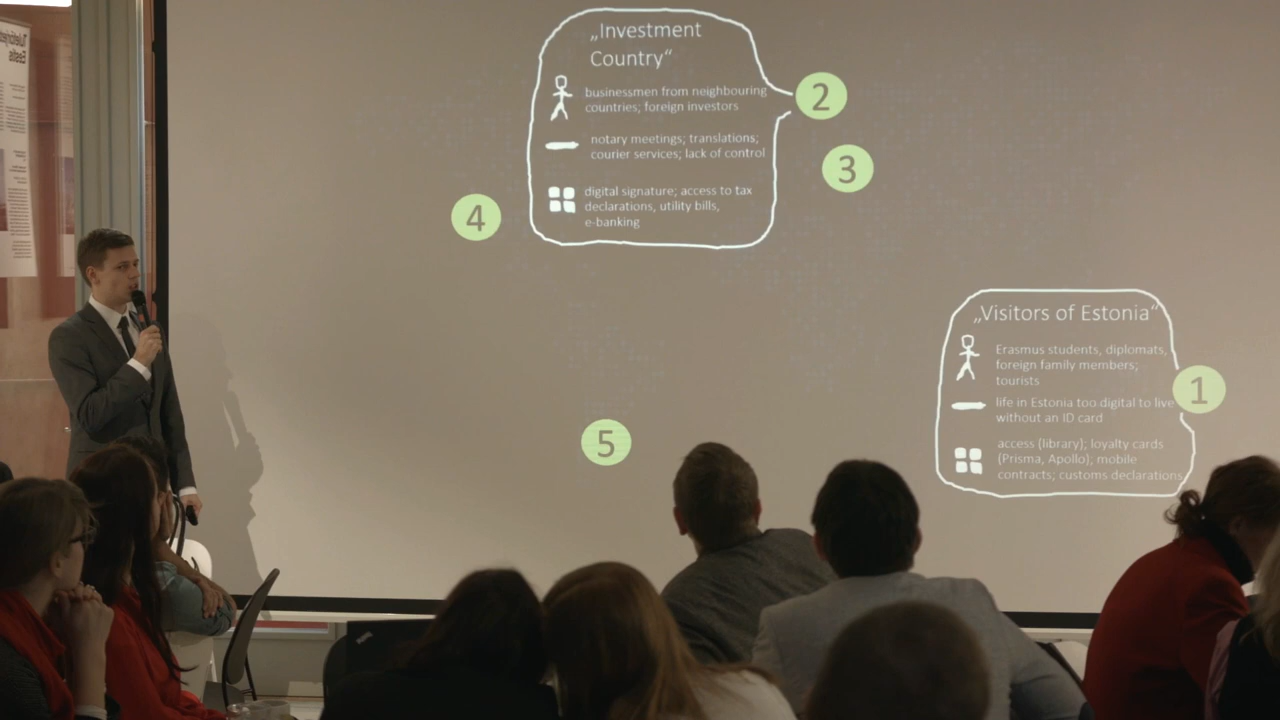 „Investment
Country“
businessmen from neighbouring
countries; foreign investors
notary meetings; translations;
courier services; lack of control
digital signature; access to tax
declarations, utility bills,
e-banking
2
3
4
„Visitors of Estonia“
Erasmus students, diplomats,
foreign family members;
tourists
life in Estonia too digital to live
without an ID card
access (library); loyalty cards
(Prisma, Apollo); mobile
contracts; customs declarations
1
5